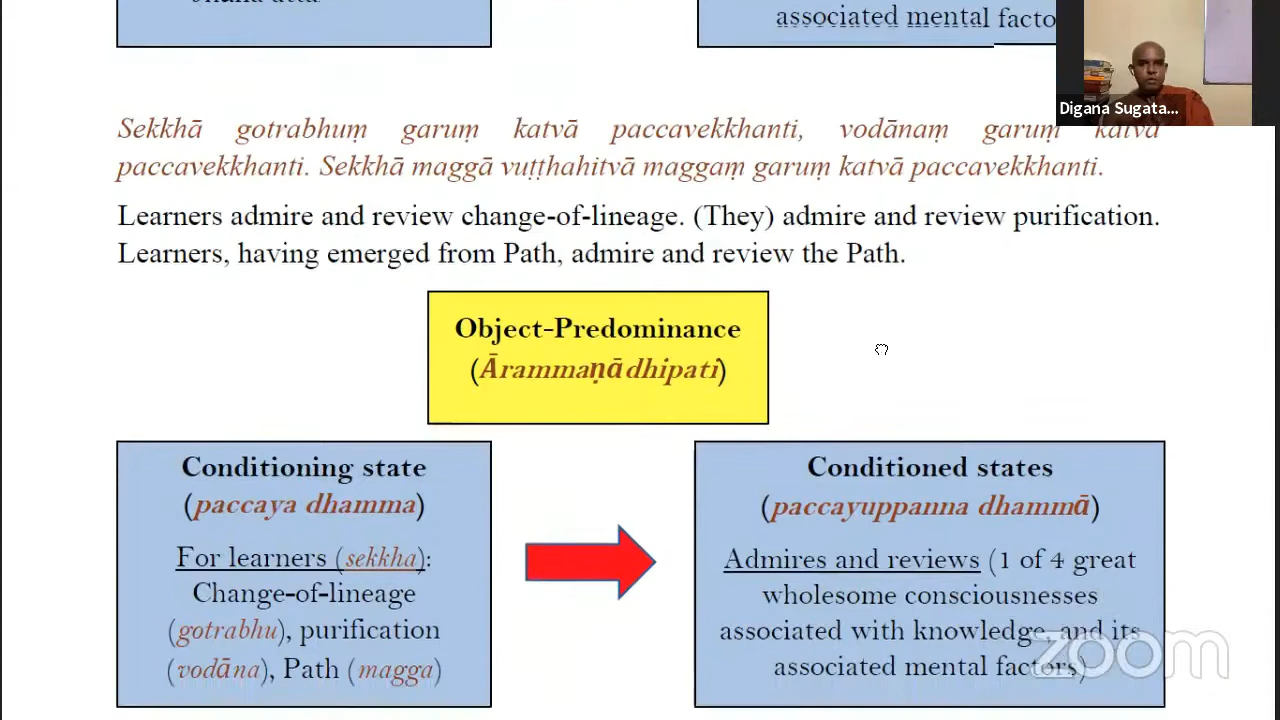 associated mental facto
Digana Sugata...
Sekkhā gotrabhuṃ garuṃ katvā paccavekkhanti, vodānaṃ garuṃ katvā
paccavekkhanti. Sekkhā maggā vuṭṭhahitvā maggaṃ garuṃ katvā paccavekkhanti.
Learners admire and review change-of-lineage. (They) admire and review purification.
Learners, having emerged from Path, admire and review the Path.
Object-Predominance
(Ārammaṇādhipati)
Conditioning state
(paccaya dhamma)
For learners (sekkha):
Change-of-lineage
(gotrabhu), purification
(vodāna), Path (magga)
Conditioned states
(paccayuppanna dhammā)
Admires and reviews (1 of 4 great
wholesome consciousnesses
associated with knowledge, and its
associated mental factors)
zoom